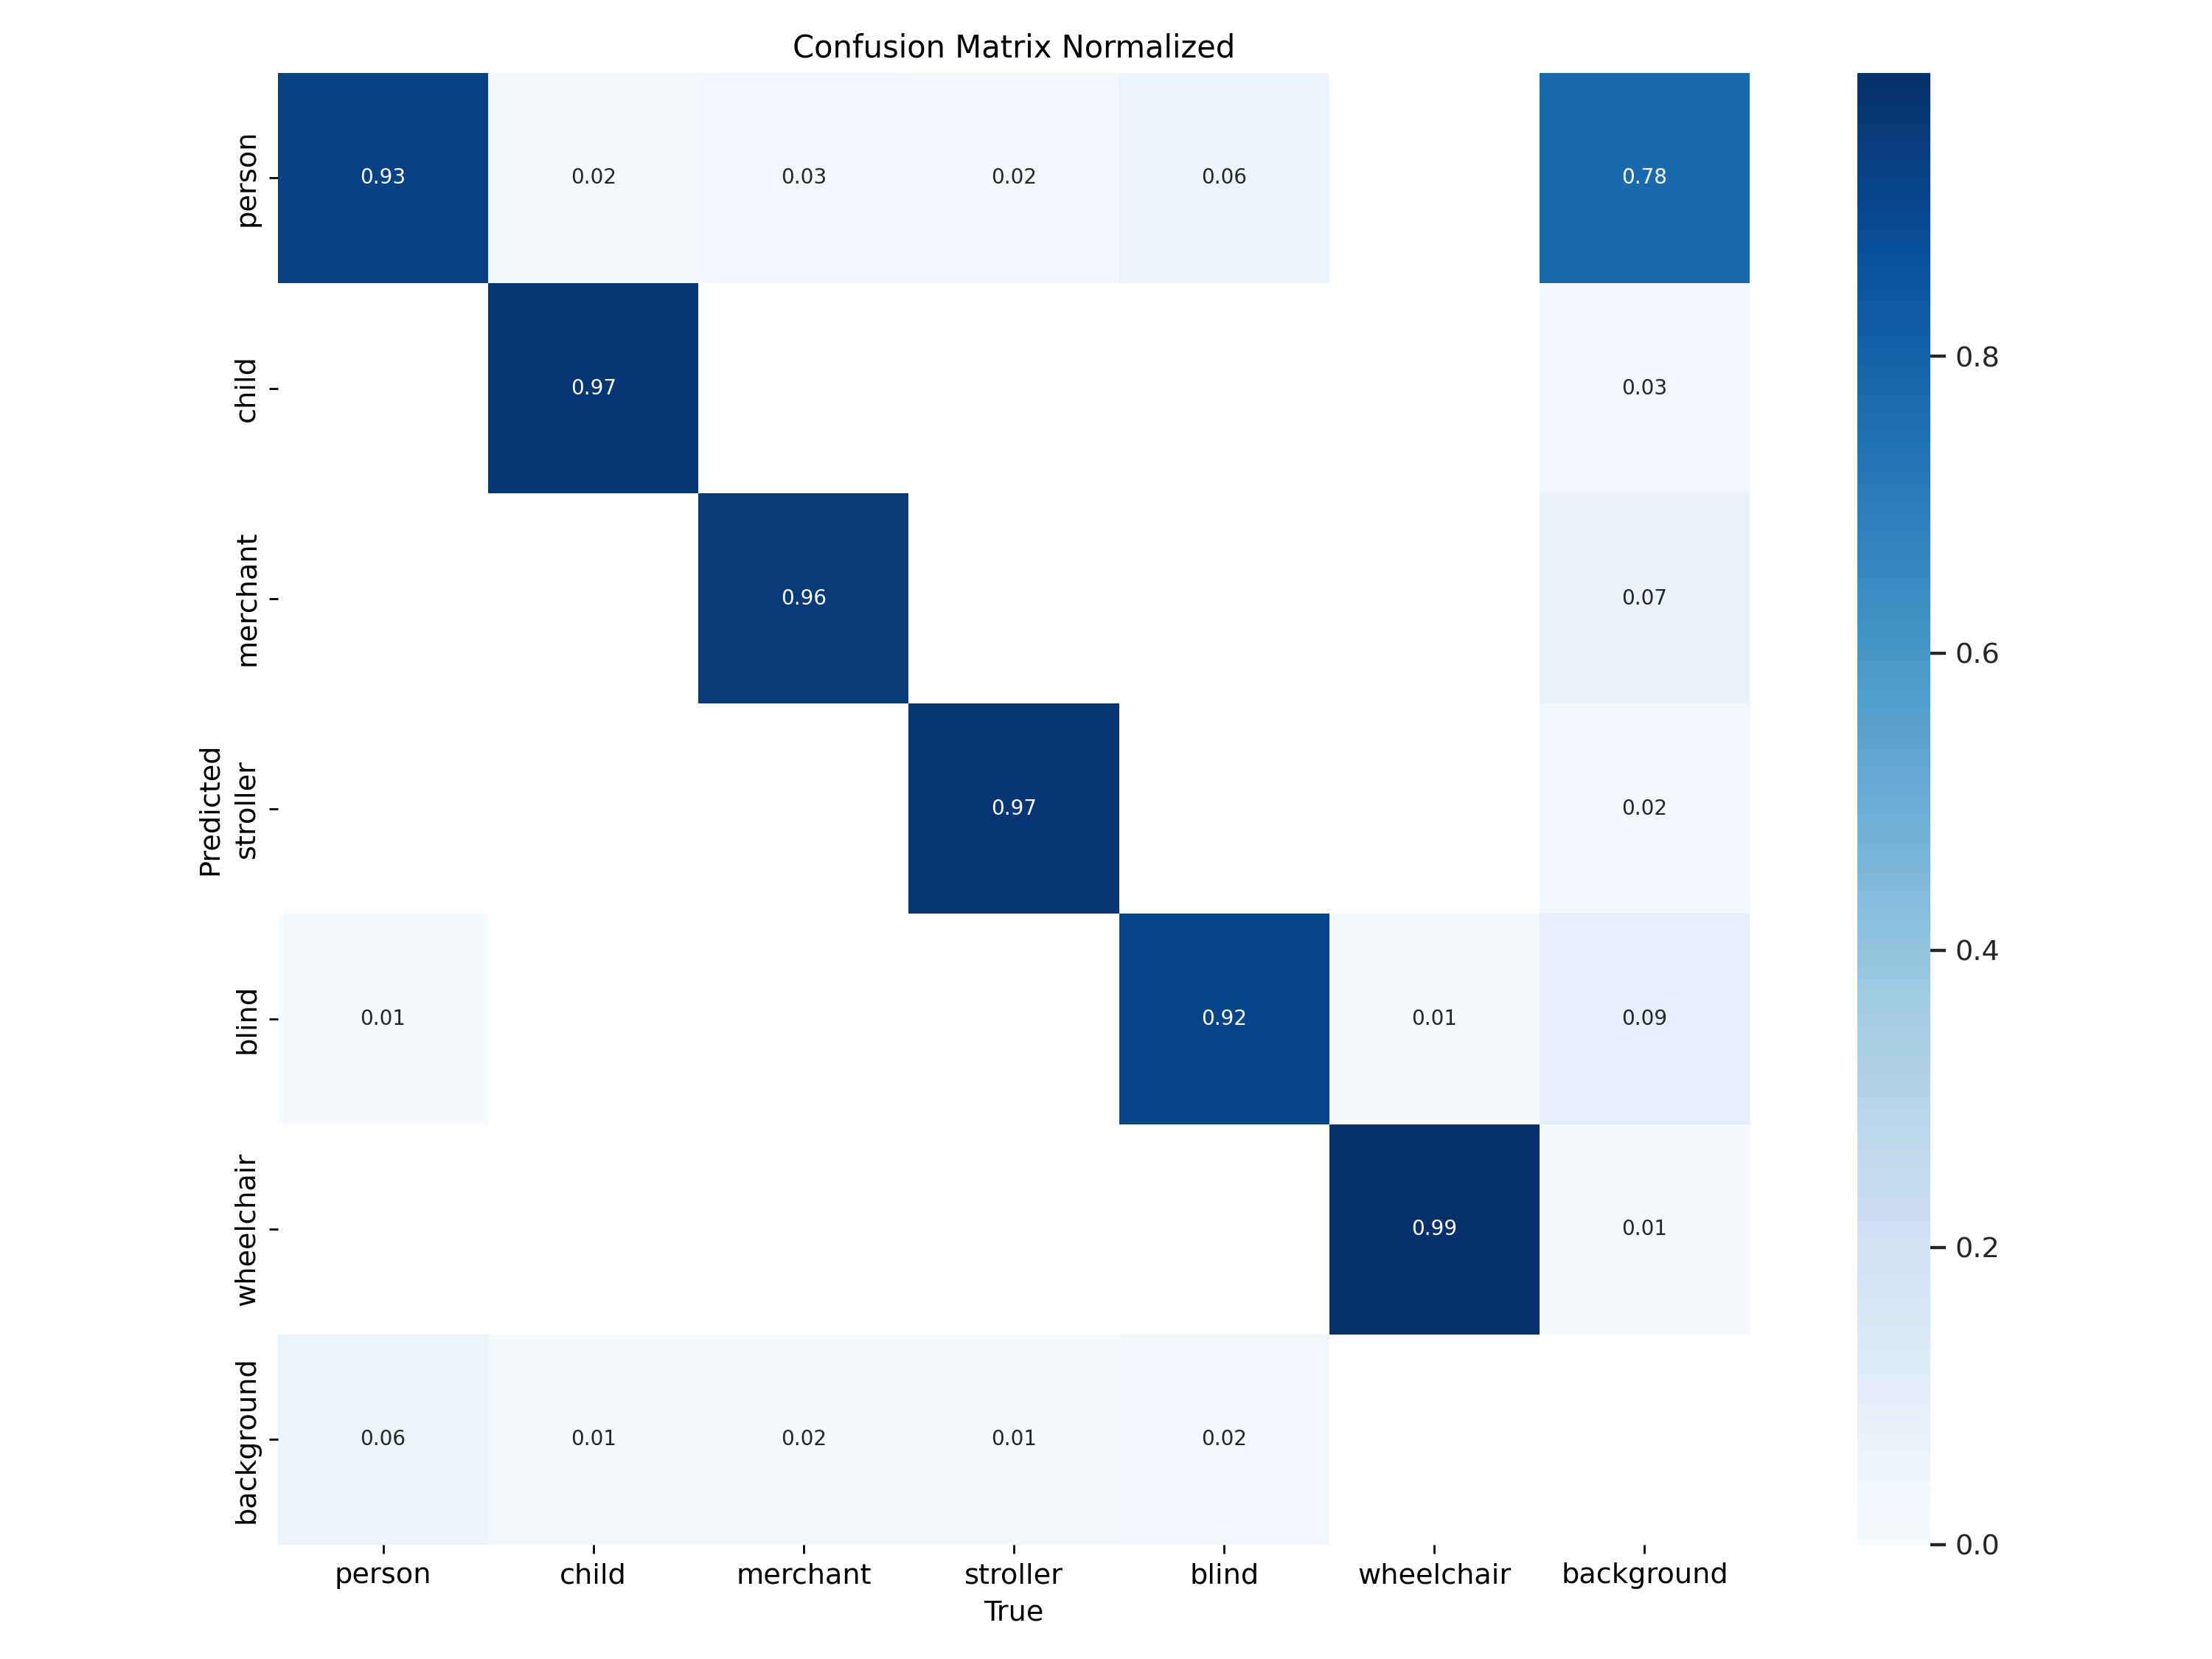 Confusion Matrix Normalized
person
0.93 0.02 0.03 0.02 0.06 0.78
child
0.97 0.03
merchant
0.96 0.07
Predicted
stroller
0.97 0.02
blind
0.01 0.92 0.01 0.09
wheelchair
0.99 0.01
background
0.06 0.01 0.02 0.01 0.02
person child merchant stroller blind wheelchair background
True
0.8
0.6
0.4
0.2
0.0